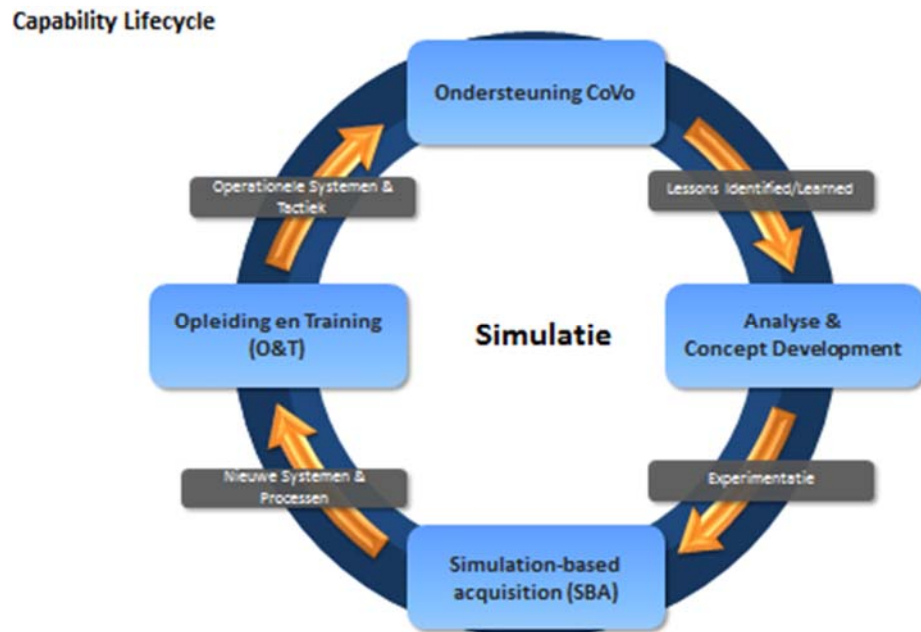 Capability Lifecycle
Ondersteuning CoVo
Operationele Systemen &
Tactiek
Lessons Identified/Learned
Opleiding en Training
(O&T)
Simulatie
Analyse &
Concept Development
Nieuwe Systemen &
Processen
Experimentatie
Simulation-based
acquisition (SBA)